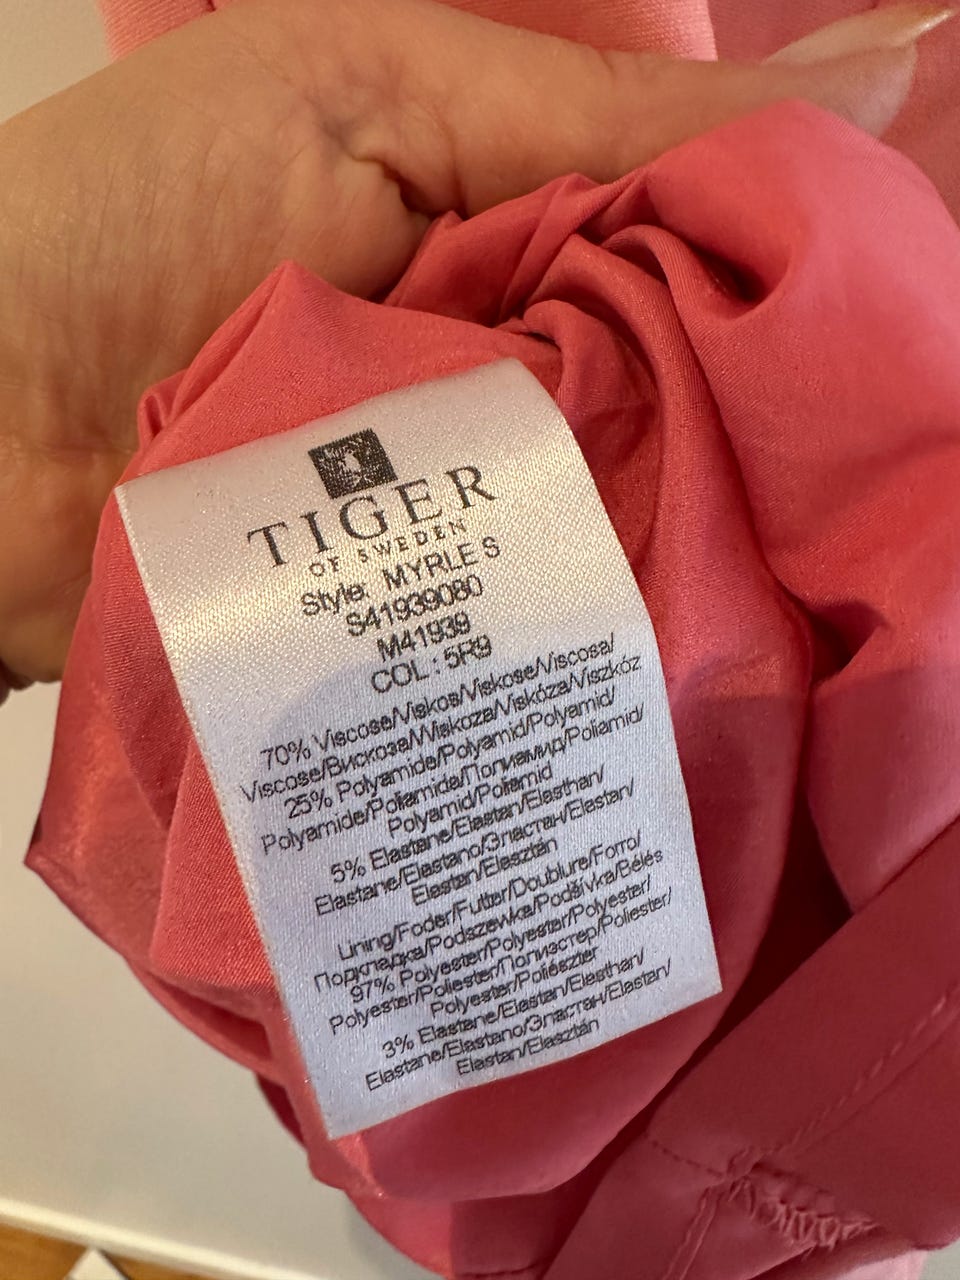 TIGER
OF SWEDEN
Style: MYRLE S
S41939080
M41939
COL : 5R9
70% Viscose/Viskos/Viskose/Viscosa/
Viscose/Вискоза/Wiskoza/Viskóza/Viszkóz
25% Polyamide/Polyamid/Polyamid/
Polyamide/Poliamida/Полиамид/Poliamid/
Polyamid/Poliamid
5% Elastane/Elastan/Elasthan/
Elastane/Elastano/Эластан/Elastan/
Elastan/Elasztán
Lining/Foder/Futter/Doublure/Forro/
Подкладка/Podszewka/Podšívka/Bélés
97% Polyester/Polyester/Polyester/
Polyester/Poliester/Полиэстер/Poliester/
Polyester/Poliészter
3% Elastane/Elastan/Elasthan/
Elastane/Elastano/Эластан/Elastan/
Elastan/Elasztán